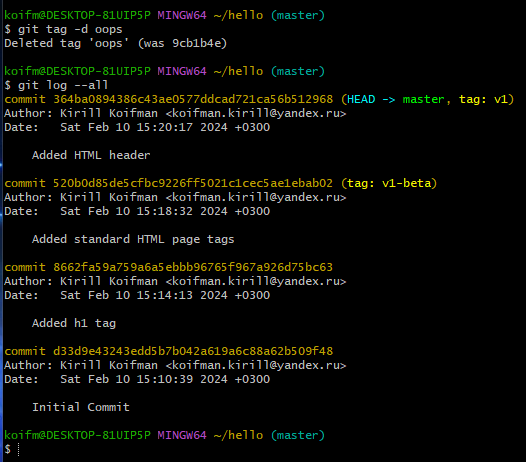 koifm@DESKTOP-81UIP5P MINGW64 ~/hello (master)
$ git tag -d oops
Deleted tag 'oops' (was 9cb1b4e)
koifm@DESKTOP-81UIP5P MINGW64 ~/hello (master)
$ git log --all
commit 364ba0894386c43ae0577ddcad721ca56b512968 (HEAD -> master, tag: v1)
Author: Kirill Koifman <koifman.kirill@yandex.ru>
Date:   Sat Feb 10 15:20:17 2024 +0300
    Added HTML header
commit 520b0d85de5cfbc9226ff5021c1cec5ae1ebab02 (tag: v1-beta)
Author: Kirill Koifman <koifman.kirill@yandex.ru>
Date:   Sat Feb 10 15:18:32 2024 +0300
    Added standard HTML page tags
commit 8662fa59a759a6a5ebbb96765f967a926d75bc63
Author: Kirill Koifman <koifman.kirill@yandex.ru>
Date:   Sat Feb 10 15:14:13 2024 +0300
    Added h1 tag
commit d33d9e43243edd5b7b042a619a6c88a62b509f48
Author: Kirill Koifman <koifman.kirill@yandex.ru>
Date:   Sat Feb 10 15:10:39 2024 +0300
    Initial Commit
koifm@DESKTOP-81UIP5P MINGW64 ~/hello (master)
$